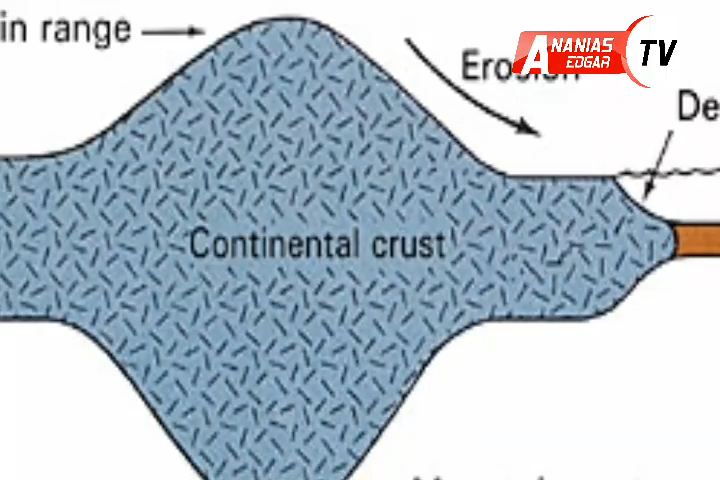 in range
ANANIAS
EDGAR
TV
Erosion
De
Continental crust